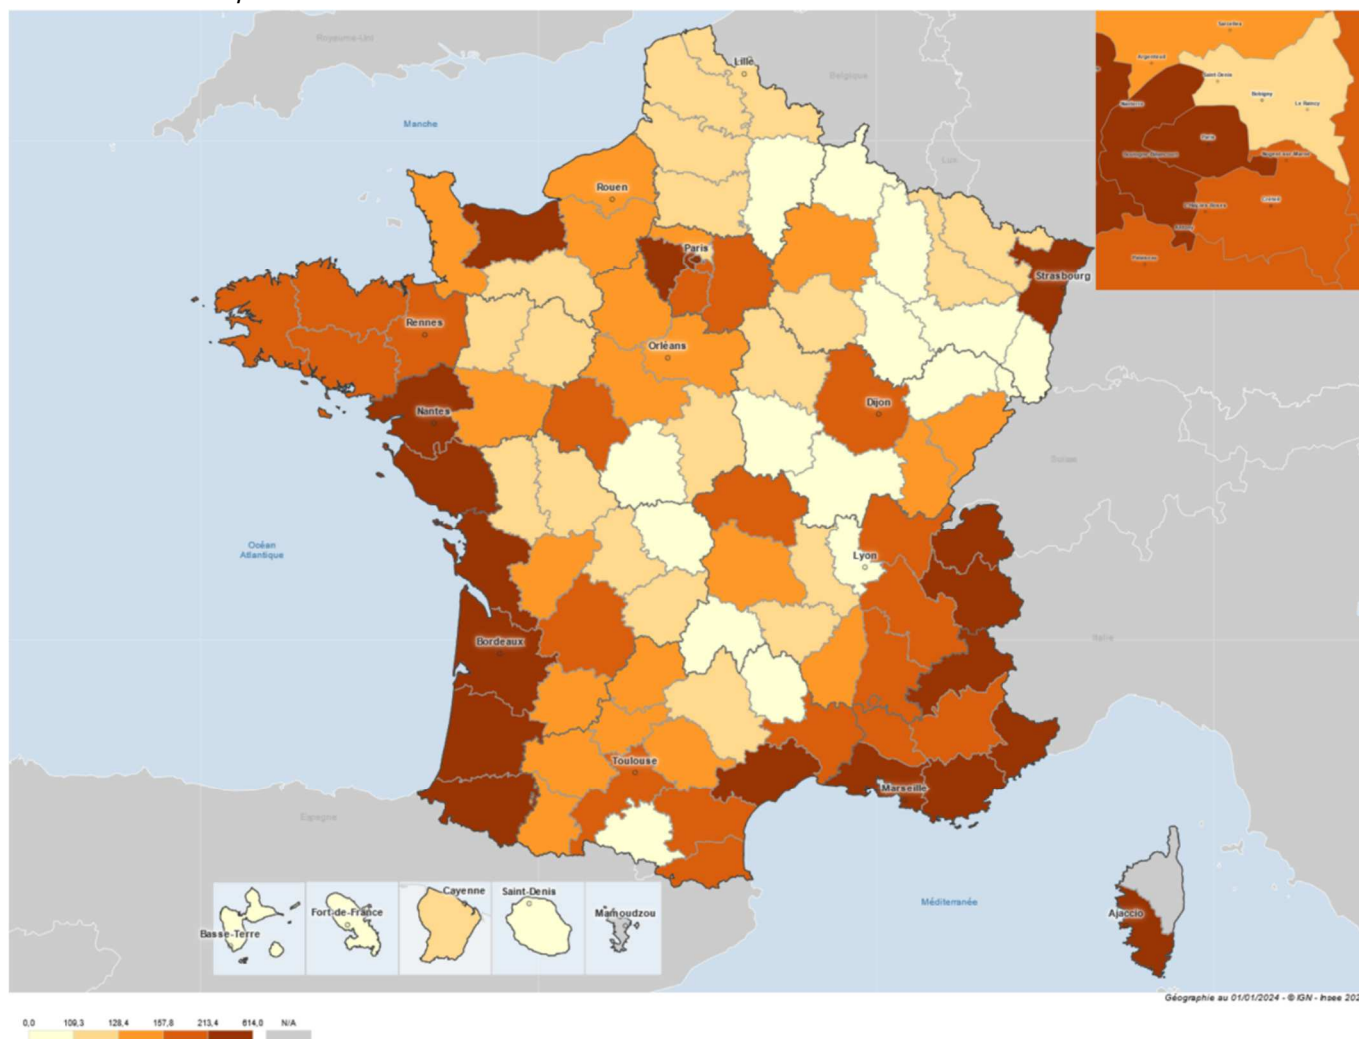 Royaume-Uni
Lille
Belgique
Manche
Lux
Rouen
Paris
Strasbourg
Rennes
Orléans
Dijon
Nantes
Suisse
Océan
Atlantique
Lyon
Italie
Bordeaux
Toulouse
Marseille
Espagne
Méditerranée
Ajaccio
Cayenne
Saint-Denis
Fort-de-France
Mamoudzou
Basse-Terre
Sarcelles
Argenteuil
Saint-Denis
Bobigny
Le Raincy
Nanterre
Paris
Boulogne-Billancourt
Nogent-sur-Marne
L'Haÿ-les-Roses
Créteil
Antony
Palaiseau
Géographie au 01/01/2024 - © IGN - Insee 202
0,0 109,3 128,4 157,8 213,4 614,0 N/A